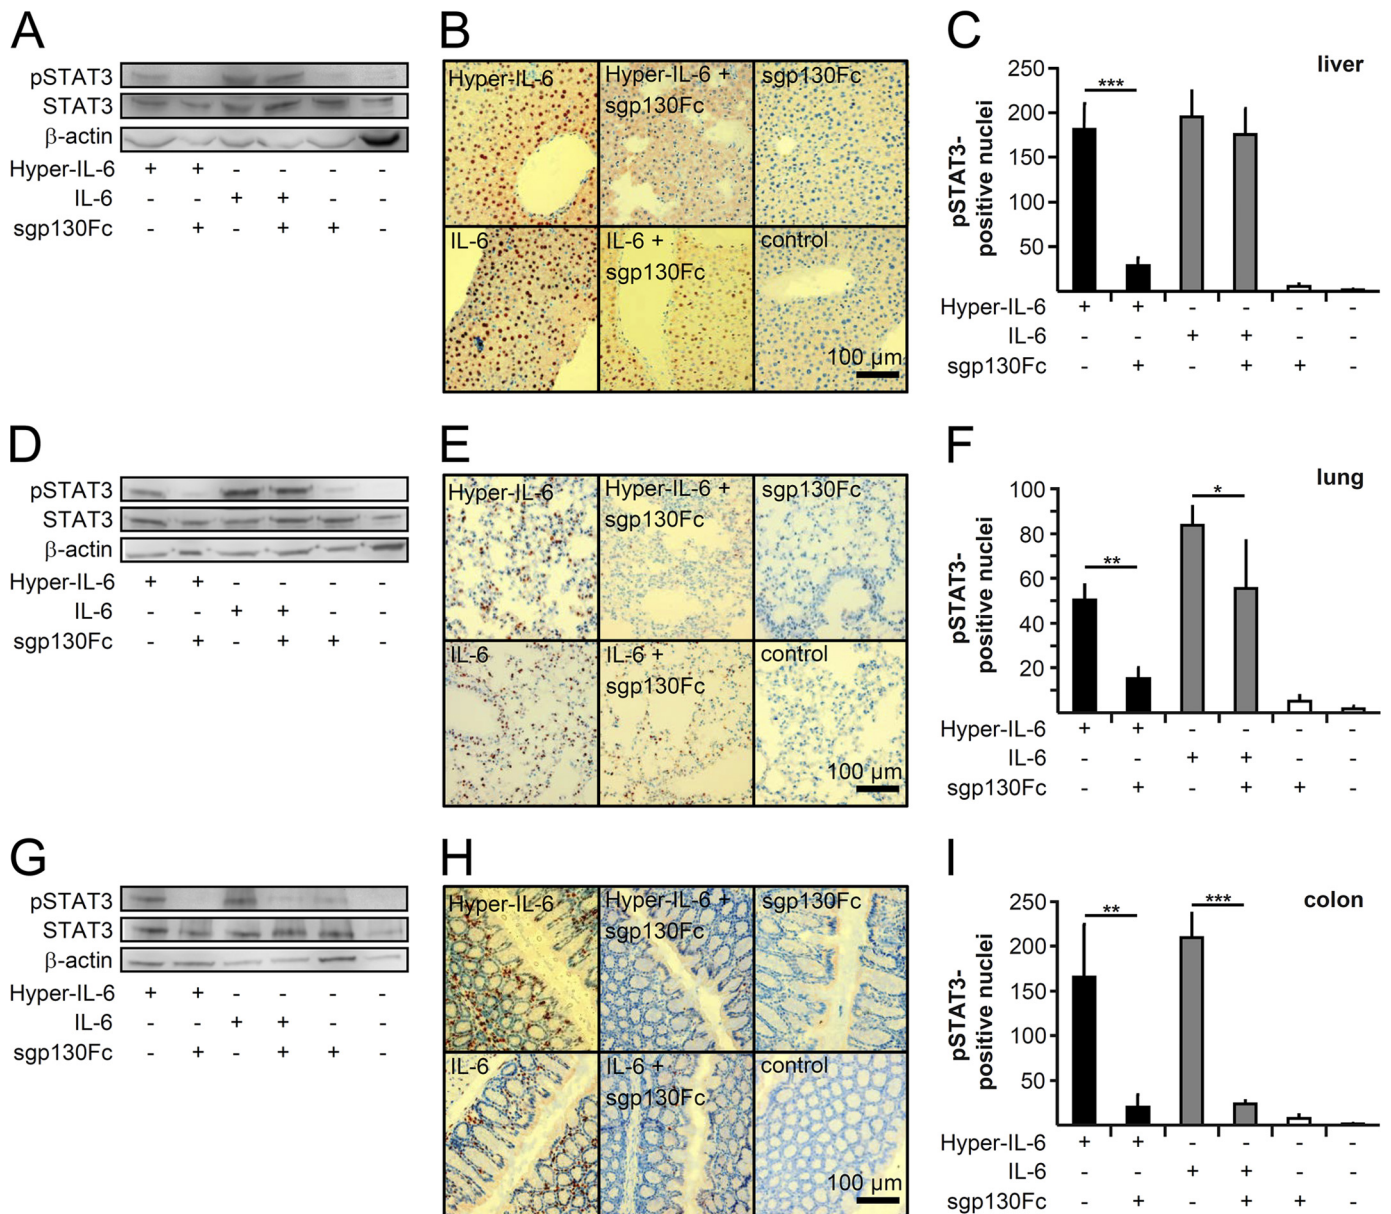 A
pSTAT3
STAT3
β-actin
Hyper-IL-6 + + - - - -
IL-6 - - + + - -
sgp130Fc - + - + + -
B
Hyper-IL-6
Hyper-IL-6 +
sgp130Fc
sgp130Fc
IL-6
IL-6 +
sgp130Fc
control
100 µm
C
liver
pSTAT3-
positive nuclei
250
200
150
100
50
***
Hyper-IL-6 + + - - - -
IL-6 - - + + - -
sgp130Fc - + - + + -
D
pSTAT3
STAT3
β-actin
Hyper-IL-6 + + - - - -
IL-6 - - + + - -
sgp130Fc - + - + + -
E
Hyper-IL-6
Hyper-IL-6 +
sgp130Fc
sgp130Fc
IL-6
IL-6 +
sgp130Fc
control
100 µm
F
lung
pSTAT3-
positive nuclei
100
80
60
40
20
**
*
Hyper-IL-6 + + - - - -
IL-6 - - + + - -
sgp130Fc - + - + + -
G
pSTAT3
STAT3
β-actin
Hyper-IL-6 + + - - - -
IL-6 - - + + - -
sgp130Fc - + - + + -
H
Hyper-IL-6
Hyper-IL-6 +
sgp130Fc
sgp130Fc
IL-6
IL-6 +
sgp130Fc
control
100 µm
I
colon
pSTAT3-
positive nuclei
250
200
150
100
50
**
***
Hyper-IL-6 + + - - - -
IL-6 - - + + - -
sgp130Fc - + - + + -